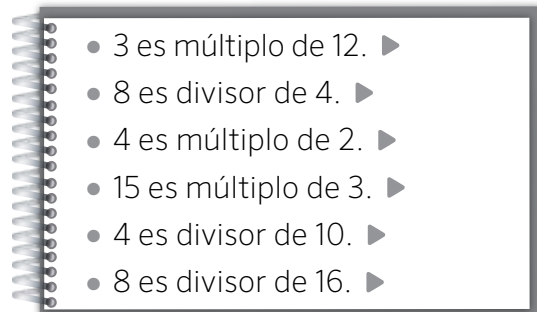 • 3 es múltiplo de 12. ▶
• 8 es divisor de 4. ▶
• 4 es múltiplo de 2. ▶
• 15 es múltiplo de 3. ▶
• 4 es divisor de 10. ▶
• 8 es divisor de 16. ▶